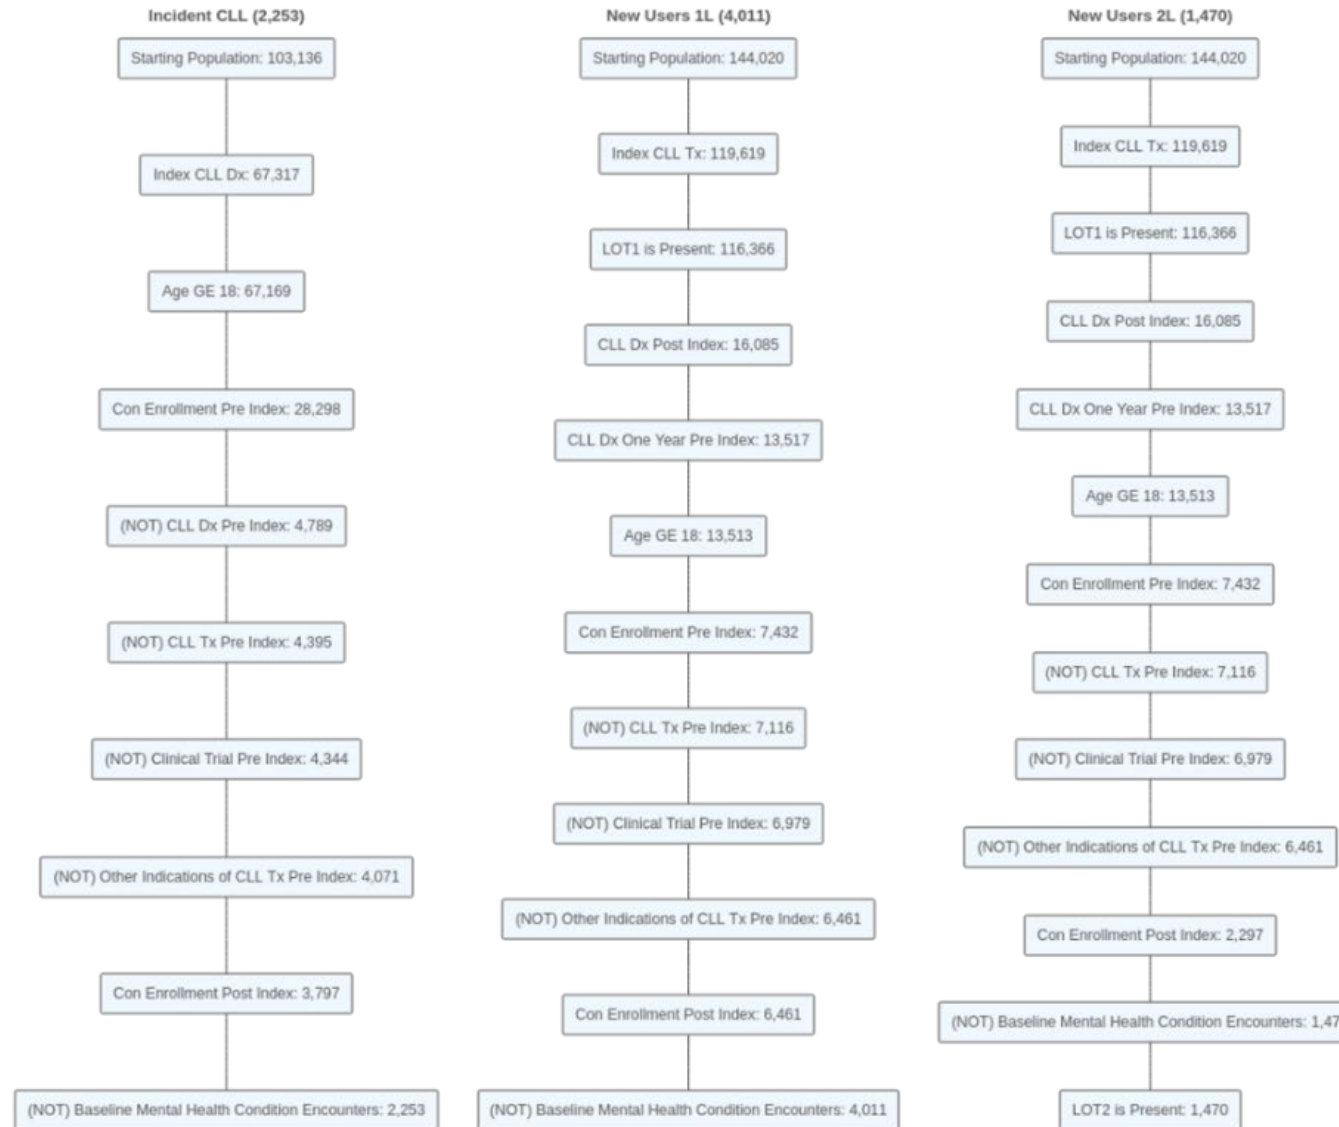 Incident CLL (2,253)
Starting Population: 103,136
Index CLL Dx: 67,317
Age GE 18: 67,169
Con Enrollment Pre Index: 28,298
(NOT) CLL Dx Pre Index: 4,789
(NOT) CLL Tx Pre Index: 4,395
(NOT) Clinical Trial Pre Index: 4,344
(NOT) Other Indications of CLL Tx Pre Index: 4,071
Con Enrollment Post Index: 3,797
(NOT) Baseline Mental Health Condition Encounters: 2,253
New Users 1L (4,011)
Starting Population: 144,020
Index CLL Tx: 119,619
LOT1 is Present: 116,366
CLL Dx Post Index: 16,085
CLL Dx One Year Pre Index: 13,517
Age GE 18: 13,513
Con Enrollment Pre Index: 7,432
(NOT) CLL Tx Pre Index: 7,116
(NOT) Clinical Trial Pre Index: 6,979
(NOT) Other Indications of CLL Tx Pre Index: 6,461
Con Enrollment Post Index: 6,461
(NOT) Baseline Mental Health Condition Encounters: 4,011
New Users 2L (1,470)
Starting Population: 144,020
Index CLL Tx: 119,619
LOT1 is Present: 116,366
CLL Dx Post Index: 16,085
CLL Dx One Year Pre Index: 13,517
Age GE 18: 13,513
Con Enrollment Pre Index: 7,432
(NOT) CLL Tx Pre Index: 7,116
(NOT) Clinical Trial Pre Index: 6,979
(NOT) Other Indications of CLL Tx Pre Index: 6,461
Con Enrollment Post Index: 2,297
(NOT) Baseline Mental Health Condition Encounters: 1,47
LOT2 is Present: 1,470